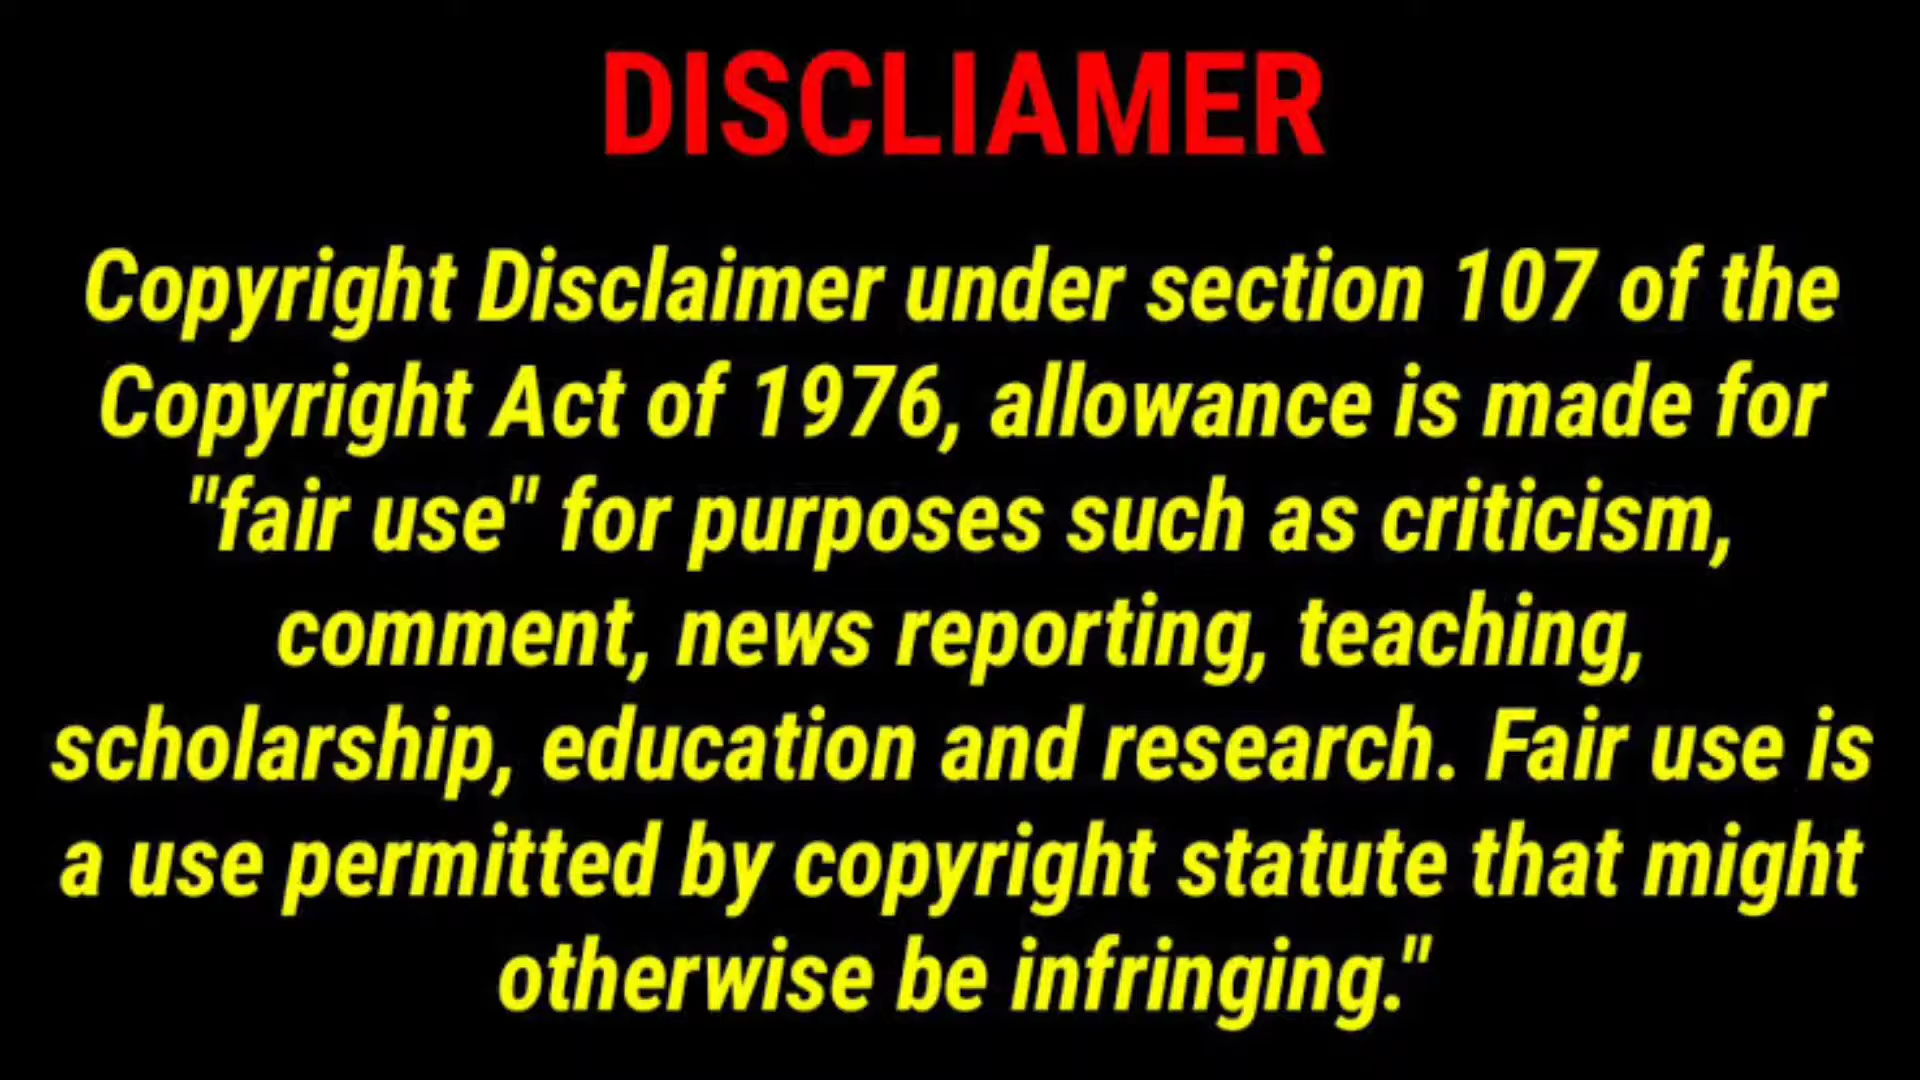 DISCLIAMER
Copyright Disclaimer under section 107 of the
Copyright Act of 1976, allowance is made for
"fair use" for purposes such as criticism,
comment, news reporting, teaching,
scholarship, education and research. Fair use is
a use permitted by copyright statute that might
otherwise be infringing."